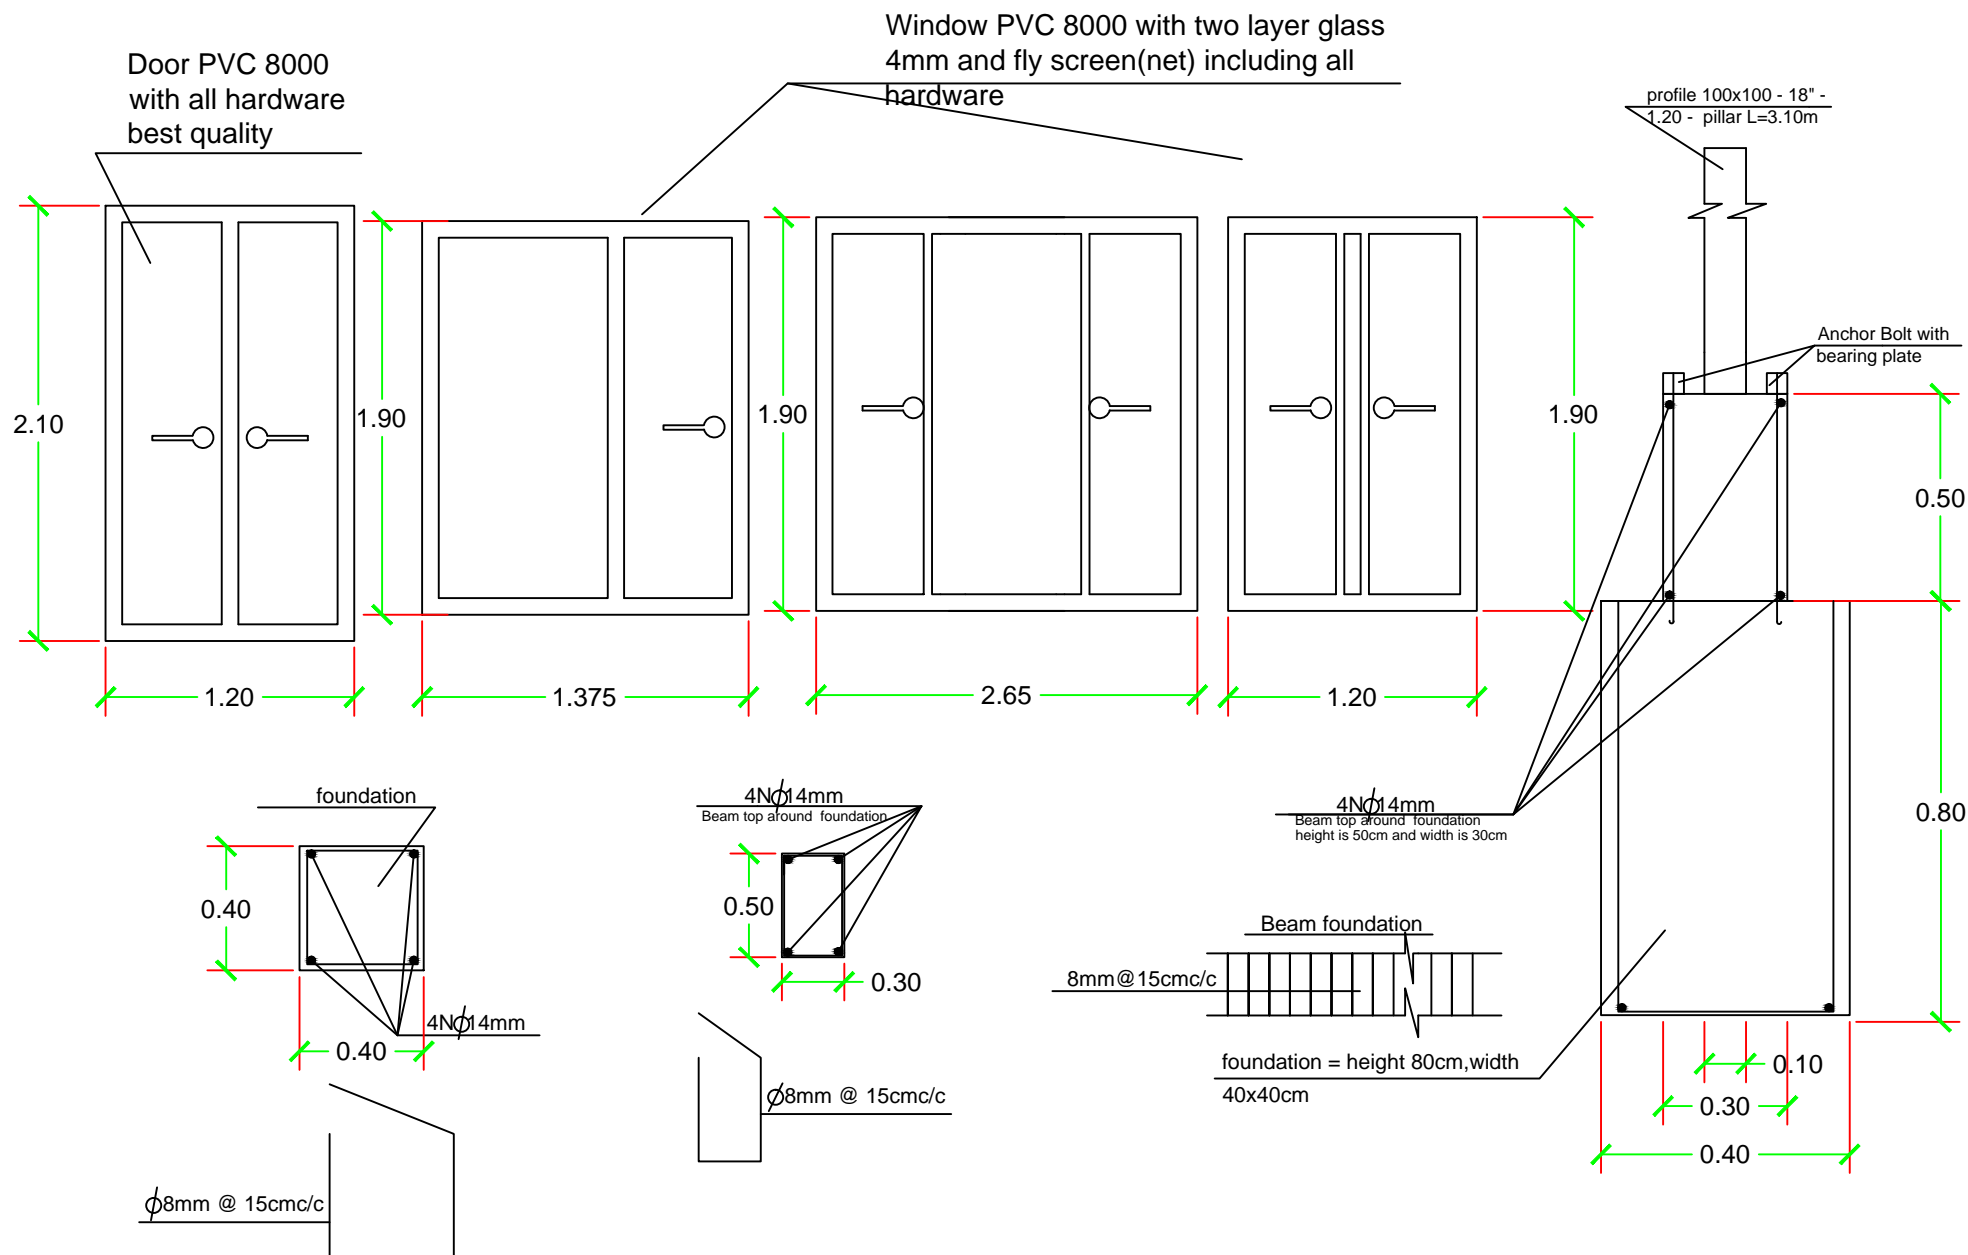 Window PVC 8000 with two layer glass
4mm and fly screen(net) including all
hardware
Door PVC 8000
with all hardware
best quality
profile 100x100 - 18" -
1.20 - pillar L=3.10m
Anchor Bolt with
bearing plate
2.10
1.90
1.90
1.90
0.50
1.20
1.375
2.65
1.20
foundation
4Nϕ14mm
Beam top around foundation
4Nϕ14mm
Beam top around foundation
height is 50cm and width is 30cm
0.80
0.40
0.50
0.30
Beam foundation
8mm@15cmc/c
4Nϕ14mm
0.40
foundation = height 80cm,width
40x40cm
0.10
0.30
0.40
ϕ8mm @ 15cmc/c
ϕ8mm @ 15cmc/c